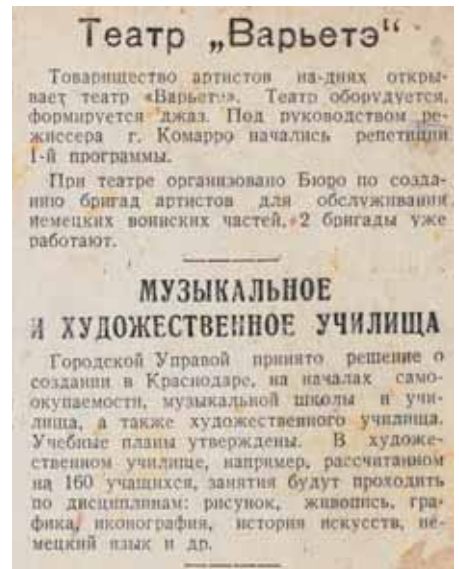 Театр „Варьетэ“
Товарищество артистов на-днях откры-
вает театр «Варьетэ». Театр оборудуется,
формируется джаз. Под руководством ре-
жиссера г. Комарро начались репетиции
1-й программы.
При театре организовано Бюро по созда-
нию бригад артистов для обслуживания
немецких воинских частей. 2 бригады уже
работают.
МУЗЫКАЛЬНОЕ
И ХУДОЖЕСТВЕННОЕ УЧИЛИЩА
Городской Управой принято решение о
создании в Краснодаре, на началах само-
окупаемости, музыкальной школы и учи-
лища, а также художественного училища.
Учебные планы утверждены. В художе-
ственном училище, например, рассчитанном
на 160 учащихся, занятия будут проходить
по дисциплинам: рисунок, живопись, гра-
фика, иконография, история искусств, не-
мецкий язык и др.